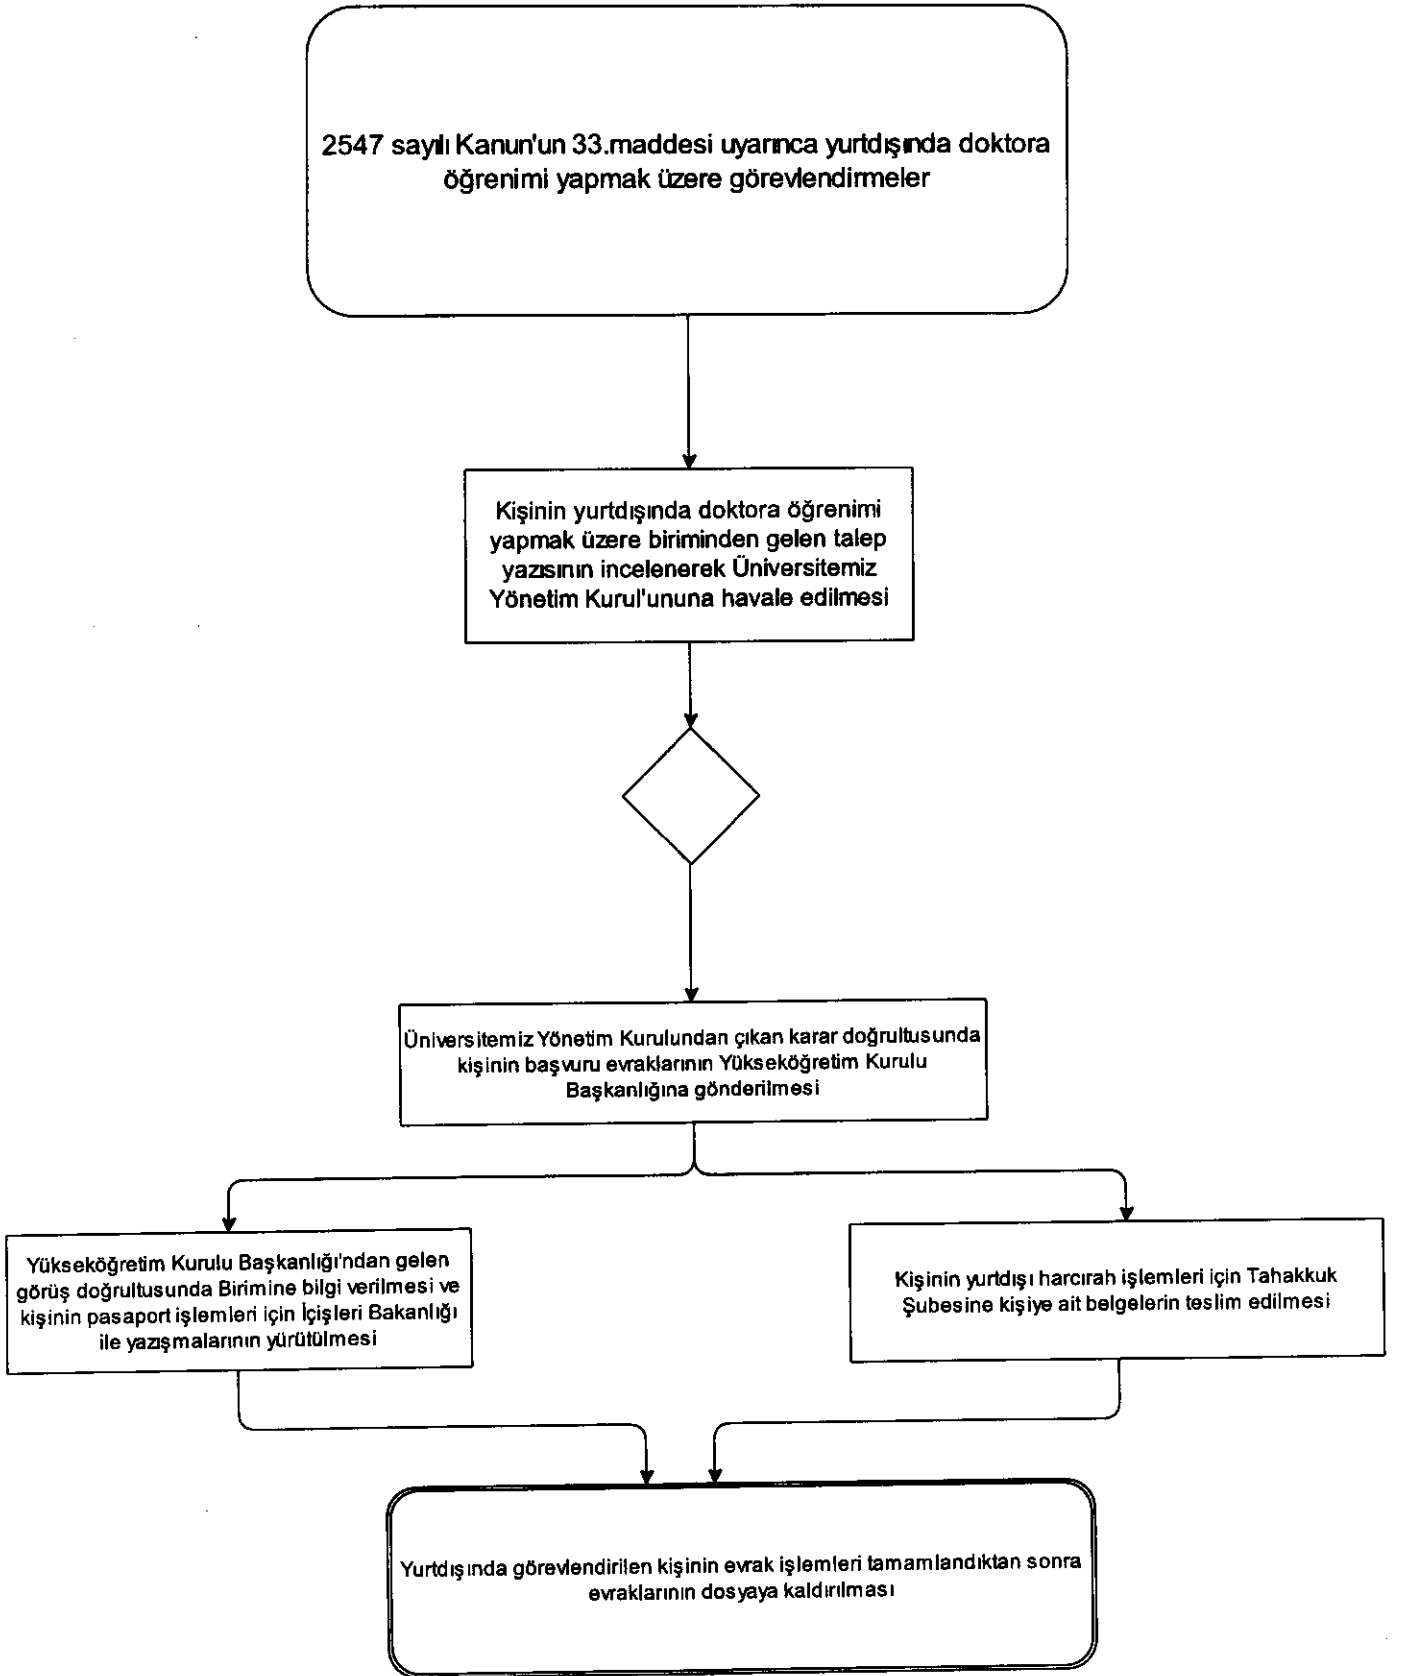 2547 sayılı Kanun'un 33.maddesi uyarınca yurtdışında doktora
öğrenimi yapmak üzere görevlendirmeler
Kişinin yurtdışında doktora öğrenimi
yapmak üzere biriminden gelen talep
yazısının incelenerek Üniversitemiz
Yönetim Kurul'ununa havale edilmesi
Üniversitemiz Yönetim Kurulundan çıkan karar doğrultusunda
kişinin başvuru evraklarının Yükseköğretim Kurulu
Başkanlığına gönderilmesi
Yükseköğretim Kurulu Başkanlığı'ndan gelen
görüş doğrultusunda Birimine bilgi verilmesi ve
kişinin pasaport işlemleri için İçişleri Bakanlığı
ile yazışmalarının yürütülmesi
Kişinin yurtdışı harcırah işlemleri için Tahakkuk
Şubesine kişiye ait belgelerin teslim edilmesi
Yurtdışında görevlendirilen kişinin evrak işlemleri tamamlandıktan sonra
evraklarının dosyaya kaldırılması